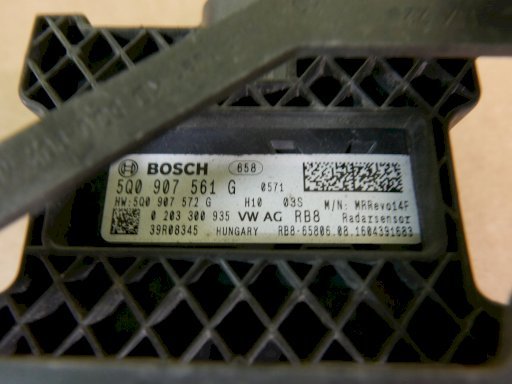 BOSCH 658
5Q0 907 561 G 0571
HW:5Q0 907 572 G H10 03S M/N: MRRevo14F
0 203 300 935 VW AG RB8 Radarsensor
39R08345 HUNGARY RB8-65806.08.1604391683